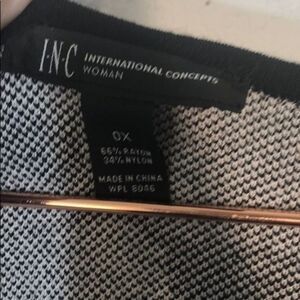 I·N·C INTERNATIONAL CONCEPTS
WOMAN
0X
66% RAYON
34% NYLON
MADE IN CHINA
WPL 8046